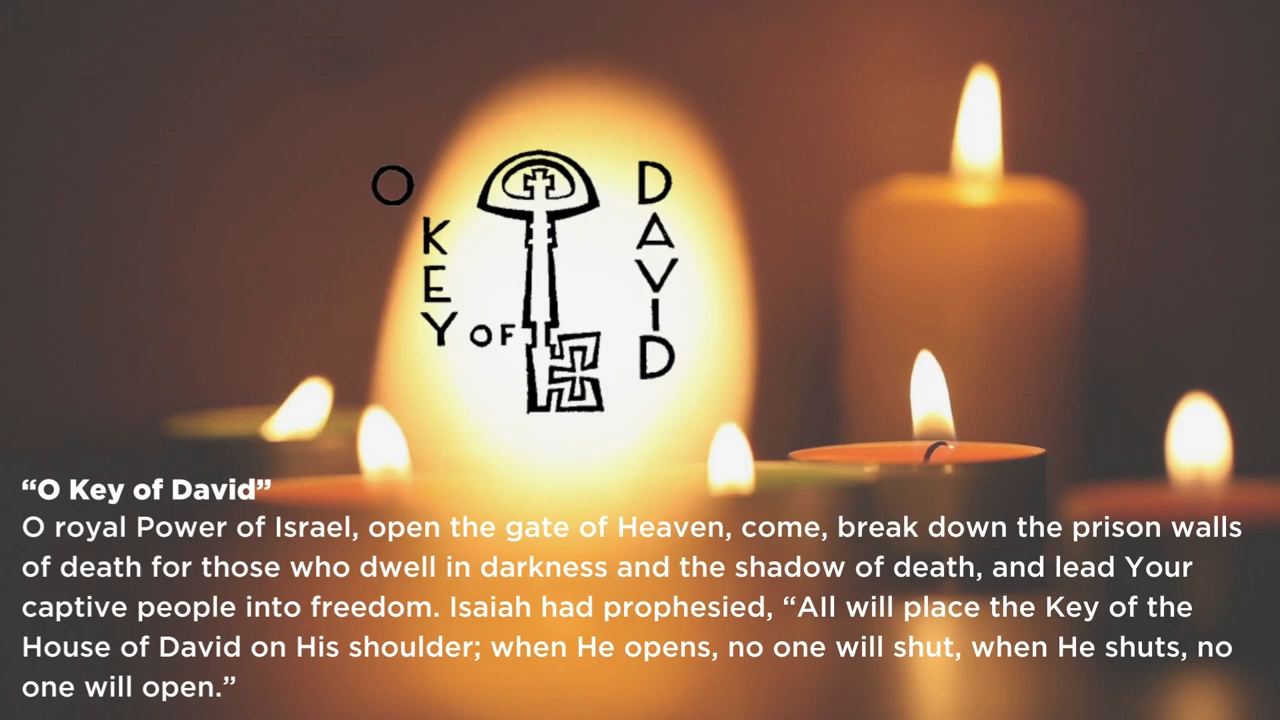 O
KEY
OF
DAVID
“O Key of David”
O royal Power of Israel, open the gate of Heaven, come, break down the prison walls
of death for those who dwell in darkness and the shadow of death, and lead Your
captive people into freedom. Isaiah had prophesied, “AIl will place the Key of the
House of David on His shoulder; when He opens, no one will shut, when He shuts, no
one will open.”